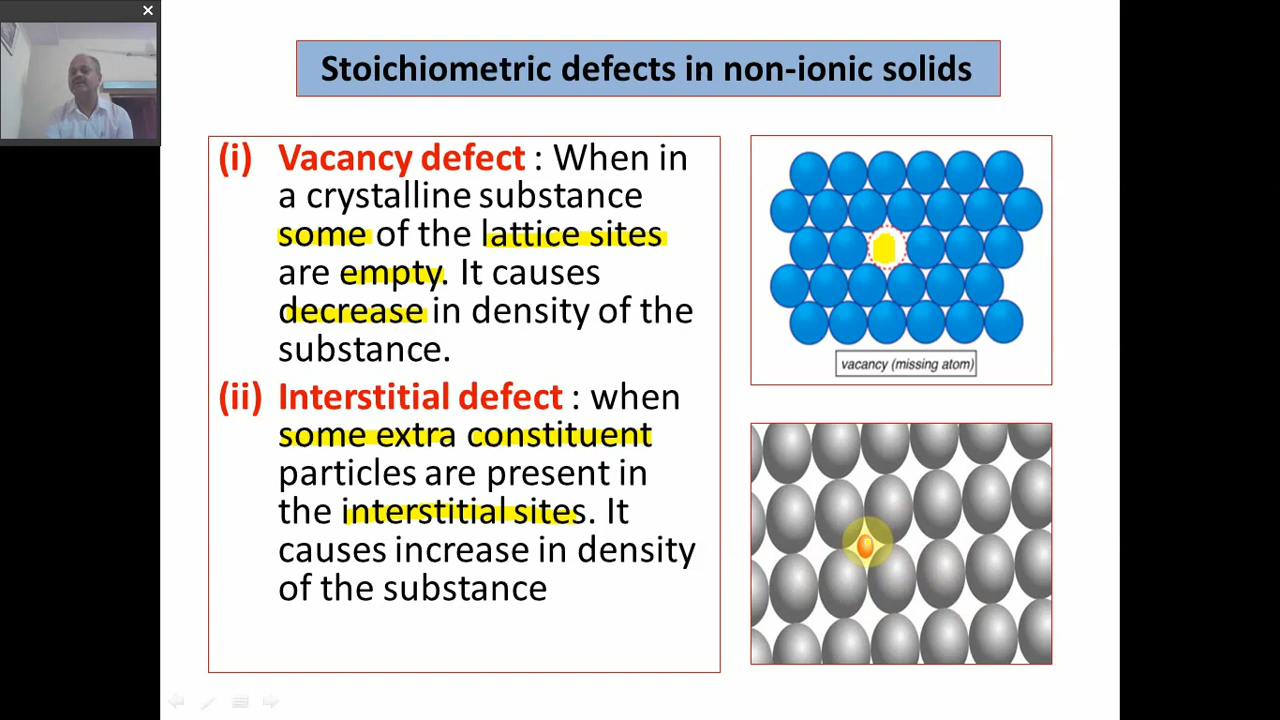 Stoichiometric defects in non-ionic solids
(i) Vacancy defect : When in
a crystalline substance
some of the lattice sites
are empty. It causes
decrease in density of the
substance.
(ii) Interstitial defect : when
some extra constituent
particles are present in
the interstitial sites. It
causes increase in density
of the substance
vacancy (missing atom)